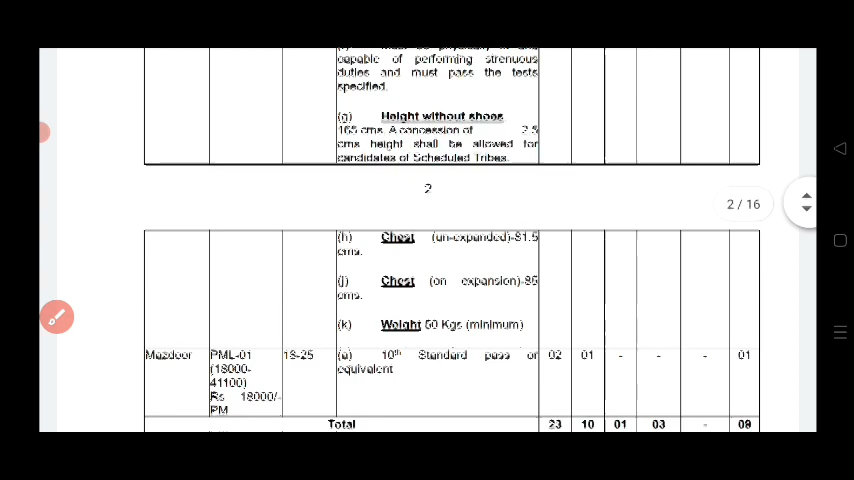 capable of performing strenuous
duties and must pass the tests
specified.
(g) Height without shoes
165 cms. A concession of 2.5
cms height shall be allowed for
candidates of Scheduled Tribes.
2
2 / 16
(h) Chest (un-expanded)-81.5
cms.
(j) Chest (on expansion)-85
cms.
(k) Weight 50 Kgs (minimum)
Mazdoor PML-01 18-25 (a) 10th Standard pass or 02 01 - - - 01
(18000- equivalent
41100)
Rs 18000/-
PM
Total 23 10 01 03 - 09